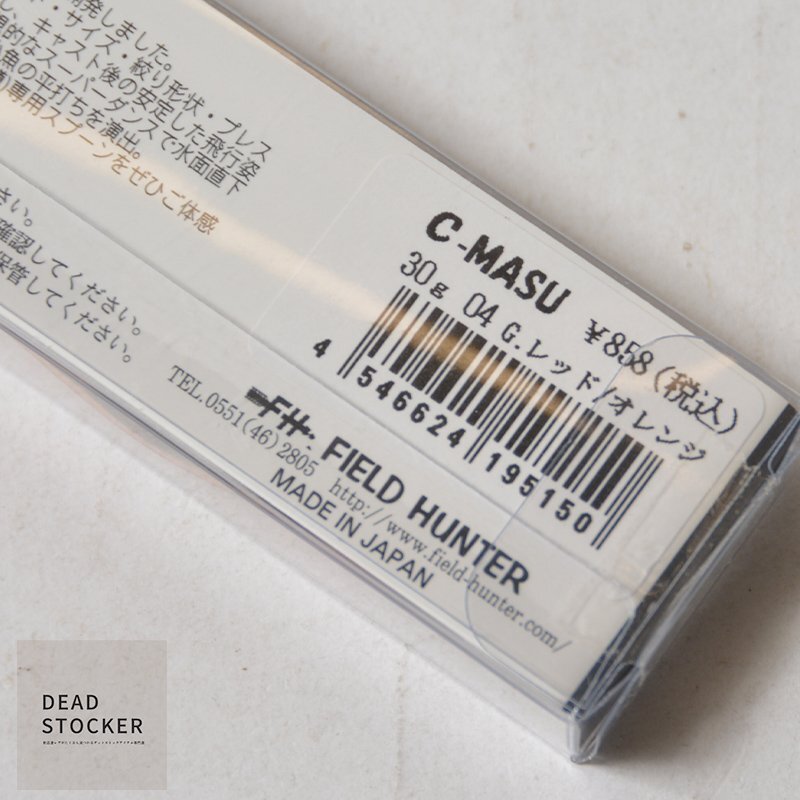 開発しました。
・サイズ・絞り形状・プレス
、キャスト後の安定した飛行姿
的なスーパーダンスで水面直下
魚の平打ちを演出。
専用スプーンをぜひご体感
さい。
確認してください。
保管してください。
C-MASU
30g 04 G.レッド/オレンジ
¥858(税込)
4 546624 195150
FH. FIELD HUNTER
TEL.0551(46)2805 http://www.field-hunter.com/
MADE IN JAPAN
DEAD
STOCKER